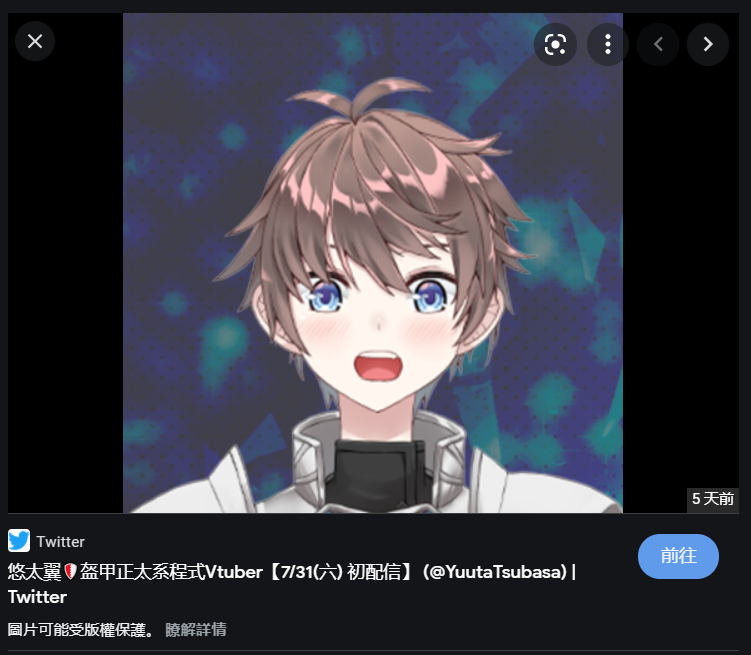 5 天前
Twitter
悠太翼🛡盔甲正太系程式Vtuber【7/31(六) 初配信】 (@YuutaTsubasa) |
Twitter
前往
圖片可能受版權保護。 瞭解詳情